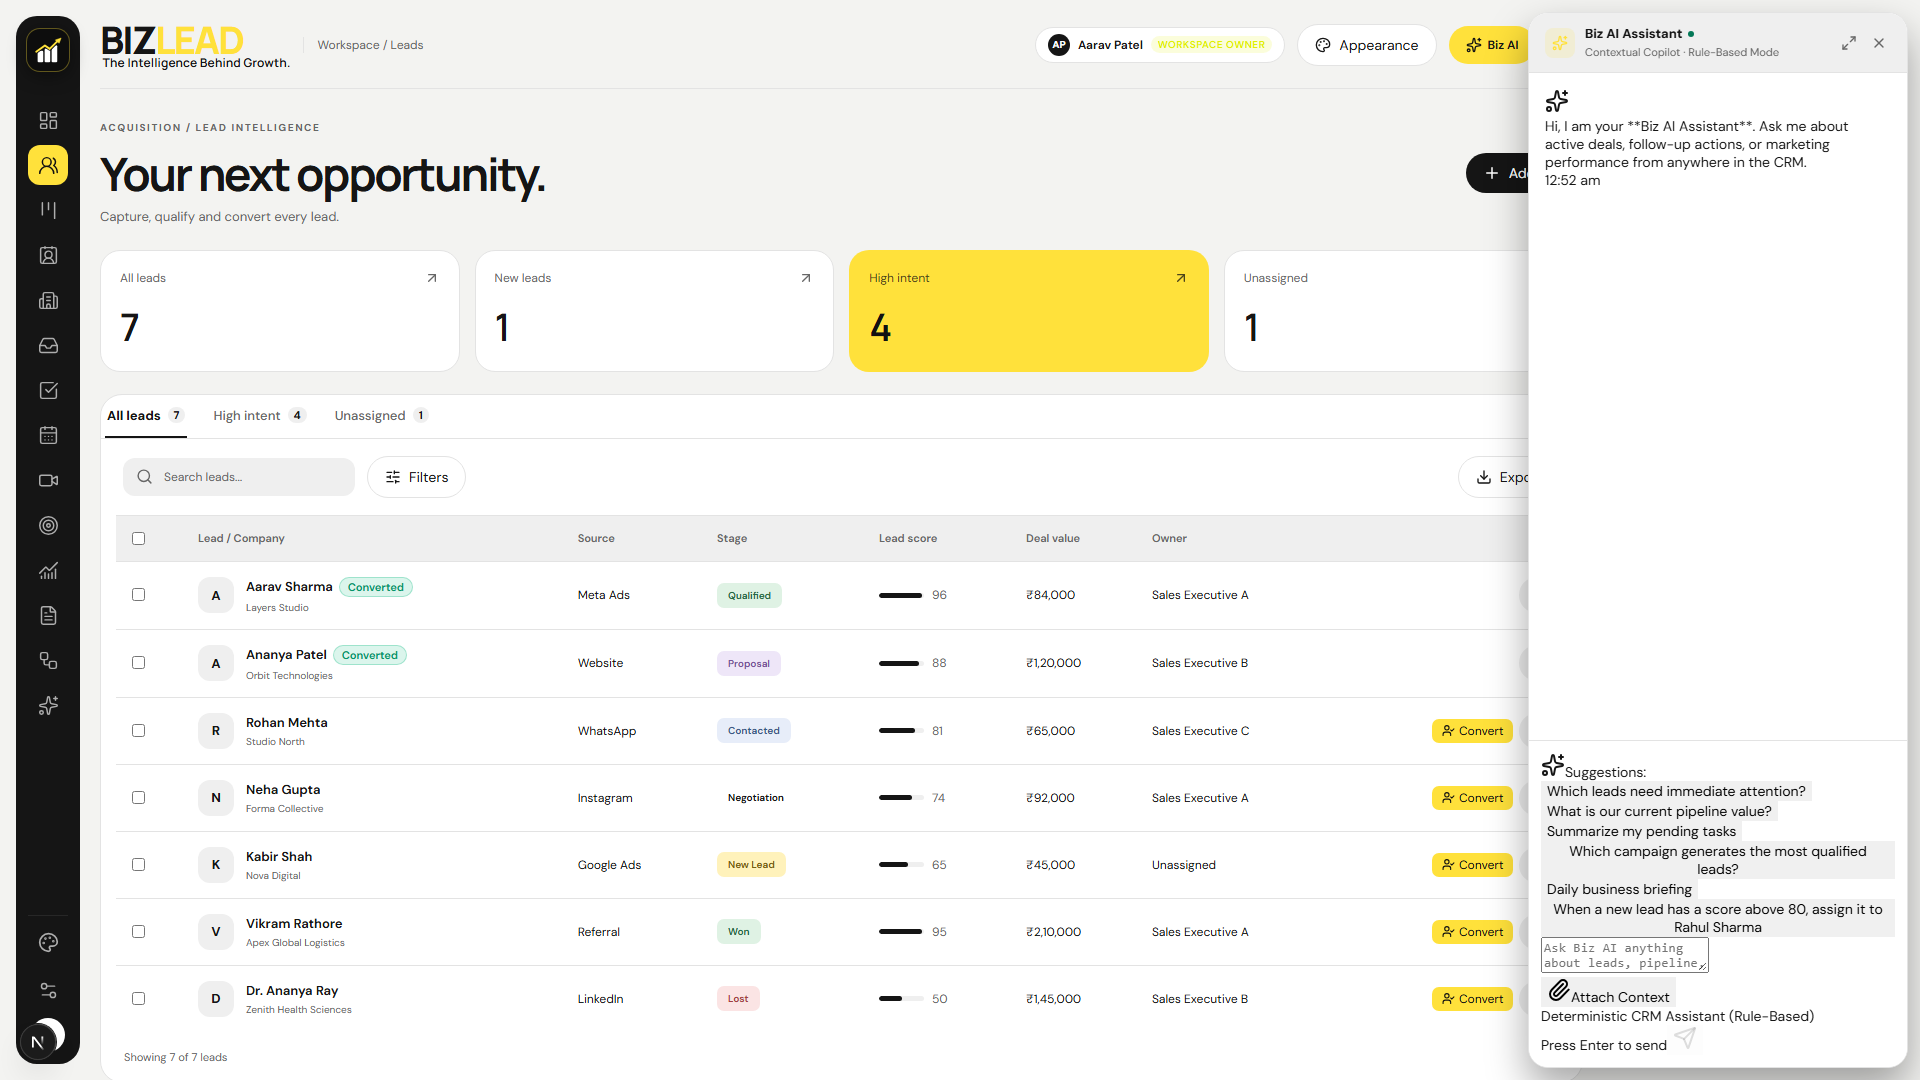 BIZLEAD
The Intelligence Behind Growth.
Workspace / Leads
AP Aarav Patel WORKSPACE OWNER
Appearance
Biz AI
ACQUISITION / LEAD INTELLIGENCE
Your next opportunity.
Capture, qualify and convert every lead.
All leads
7
New leads
1
High intent
4
Unassigned
1
All leads 7
High intent 4
Unassigned 1
Search leads...
Filters
Lead / Company Source Stage Lead score Deal value Owner
A Aarav Sharma Converted
Layers Studio
Meta Ads Qualified 96 ₹84,000 Sales Executive A
A Ananya Patel Converted
Orbit Technologies
Website Proposal 88 ₹1,20,000 Sales Executive B
R Rohan Mehta
Studio North
WhatsApp Contacted 81 ₹65,000 Sales Executive C Convert
N Neha Gupta
Forma Collective
Instagram Negotiation 74 ₹92,000 Sales Executive A Convert
K Kabir Shah
Nova Digital
Google Ads New Lead 65 ₹45,000 Unassigned Convert
V Vikram Rathore
Apex Global Logistics
Referral Won 95 ₹2,10,000 Sales Executive A Convert
D Dr. Ananya Ray
Zenith Health Sciences
LinkedIn Lost 50 ₹1,45,000 Sales Executive B Convert
Showing 7 of 7 leads
N
Biz AI Assistant
Contextual Copilot · Rule-Based Mode
Hi, I am your **Biz AI Assistant**. Ask me about
active deals, follow-up actions, or marketing
performance from anywhere in the CRM.
12:52 am
Suggestions:
Which leads need immediate attention?
What is our current pipeline value?
Summarize my pending tasks
Which campaign generates the most qualified
leads?
Daily business briefing
When a new lead has a score above 80, assign it to
Rahul Sharma
Ask Biz AI anything
about leads, pipeline,
Attach Context
Deterministic CRM Assistant (Rule-Based)
Press Enter to send